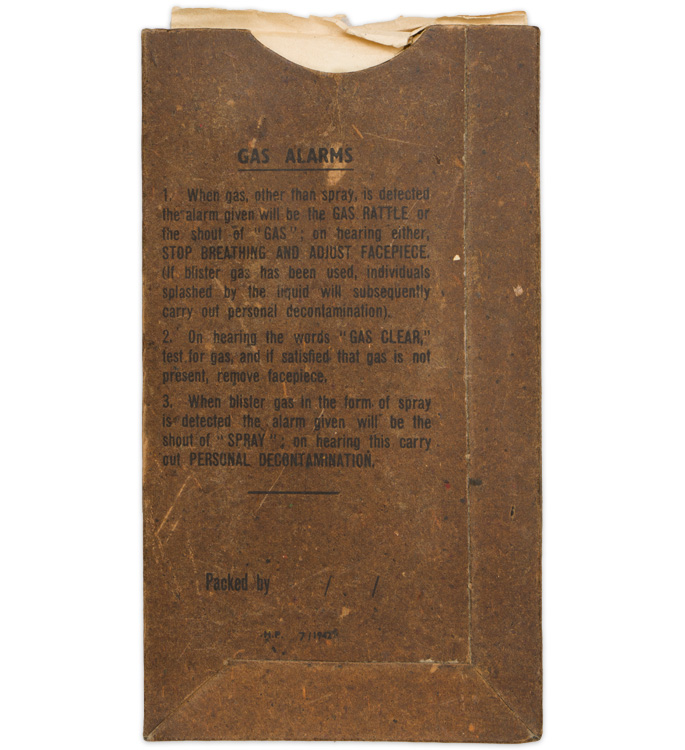 GAS ALARMS
1. When gas, other than spray, is detected
the alarm given will be the GAS RATTLE or
the shout of "GAS"; on hearing either,
STOP BREATHING AND ADJUST FACEPIECE.
(If blister gas has been used, individuals
splashed by the liquid will subsequently
carry out personal decontamination).
2. On hearing the words "GAS CLEAR,"
test for gas, and if satisfied that gas is not
present, remove facepiece.
3. When blister gas in the form of spray
is detected the alarm given will be the
shout of "SPRAY"; on hearing this carry
out PERSONAL DECONTAMINATION.
Packed by / /
H.P. 7/1942